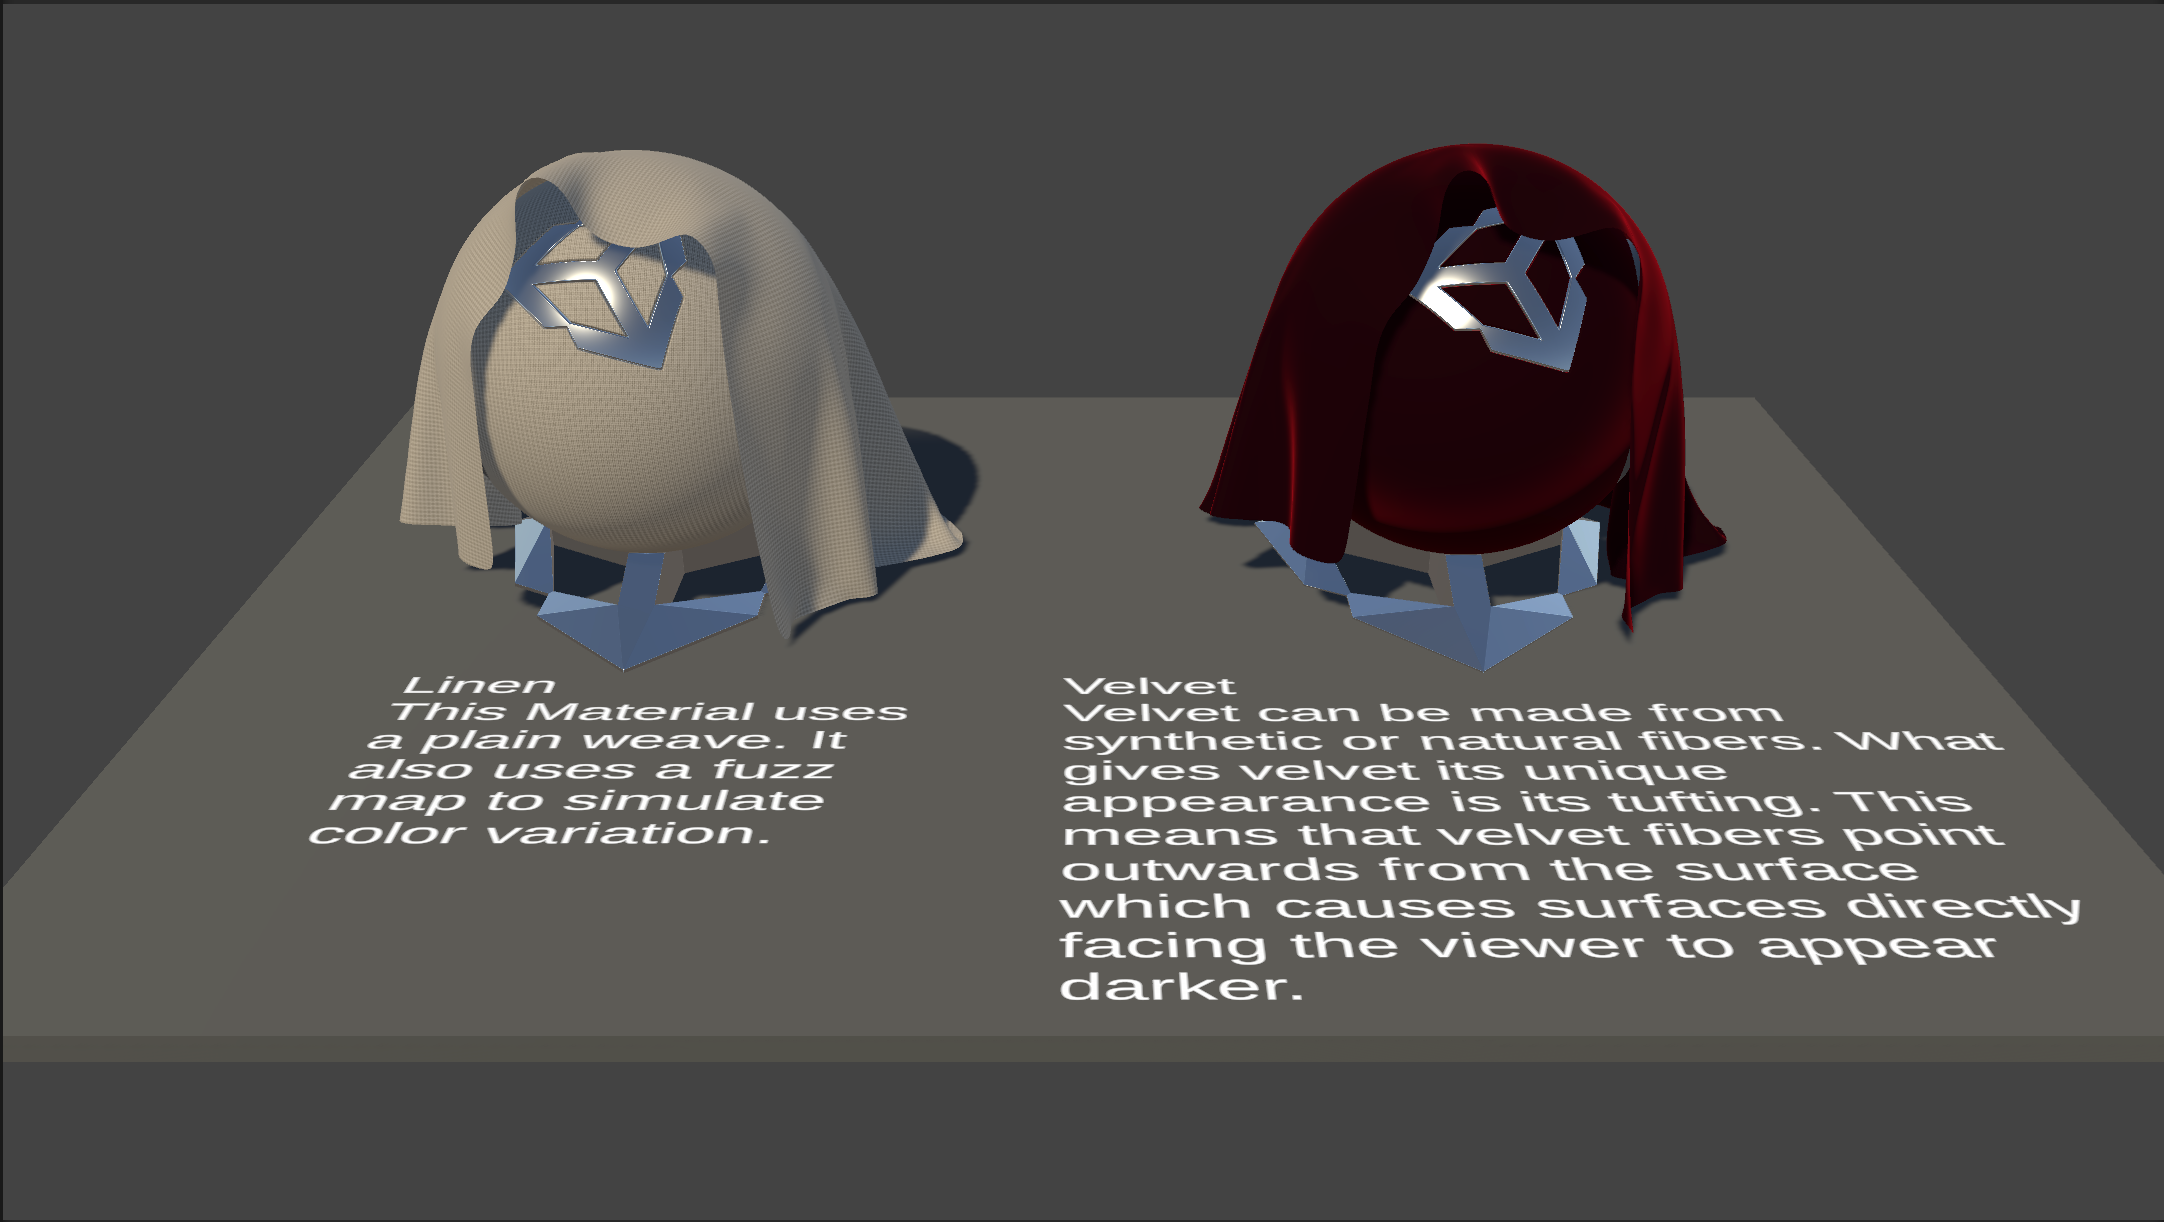 Linen
This Material uses
a plain weave. It
also uses a fuzz
map to simulate
color variation.
Velvet
Velvet can be made from
synthetic or natural fibers. What
gives velvet its unique
appearance is its tufting. This
means that velvet fibers point
outwards from the surface
which causes surfaces directly
facing the viewer to appear
darker.